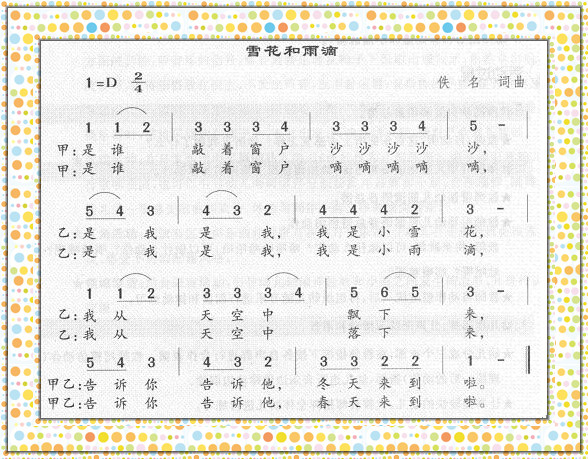 雪花和雨滴
1=D 2/4
佚 名 词曲
1 1 2 | 3 3 3 4 | 3 3 3 4 | 5 - |
甲:是 谁 敲 着 窗 户 沙 沙 沙 沙 沙,
甲:是 谁 敲 着 窗 户 嘀 嘀 嘀 嘀 嘀,
5 4 3 | 4 3 2 | 4 4 4 2 | 3 - |
乙:是 我 是 我, 我 是 小 雪 花,
乙:是 我 是 我, 我 是 小 雨 滴,
1 1 2 | 3 3 3 4 | 5 6 5 | 3 - |
乙:我 从 天 空 中 飘 下 来,
乙:我 从 天 空 中 落 下 来,
5 4 3 | 5 4 3 | 3 3 2 2 | 1 - ‖
甲乙:告 诉 你 告 诉 他, 冬 天 来 到 啦。
甲乙:告 诉 你 告 诉 他, 春 天 来 到 啦。